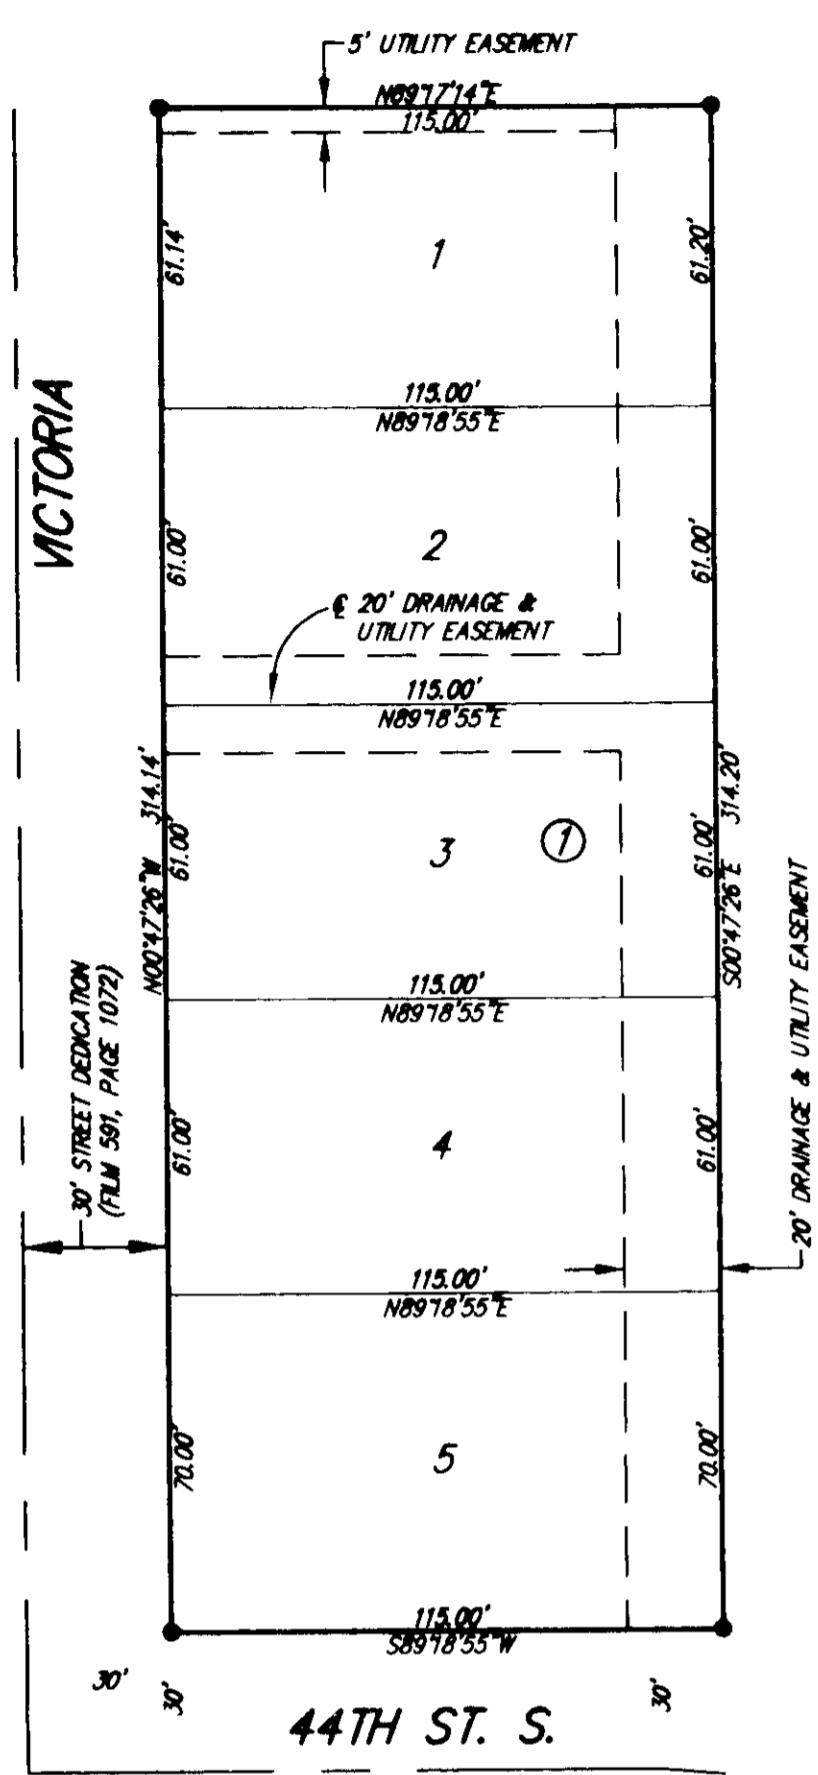 5' UTILITY EASEMENT
N89°17'14"E
115.00'
61.14'
1
61.20'
VICTORIA
115.00'
N89°18'55"E
61.00'
2
61.00'
℄ 20' DRAINAGE &
UTILITY EASEMENT
115.00'
N89°18'55"E
N00°47'26"W 314.14'
61.00'
3
1
61.00'
S00°47'26"E 314.20'
30' STREET DEDICATION
(FILM 591, PAGE 1072)
115.00'
N89°18'55"E
61.00'
4
61.00'
20' DRAINAGE & UTILITY EASEMENT
115.00'
N89°18'55"E
70.00'
5
70.00'
115.00'
S89°18'55"W
30'
30'
30'
44TH ST. S.